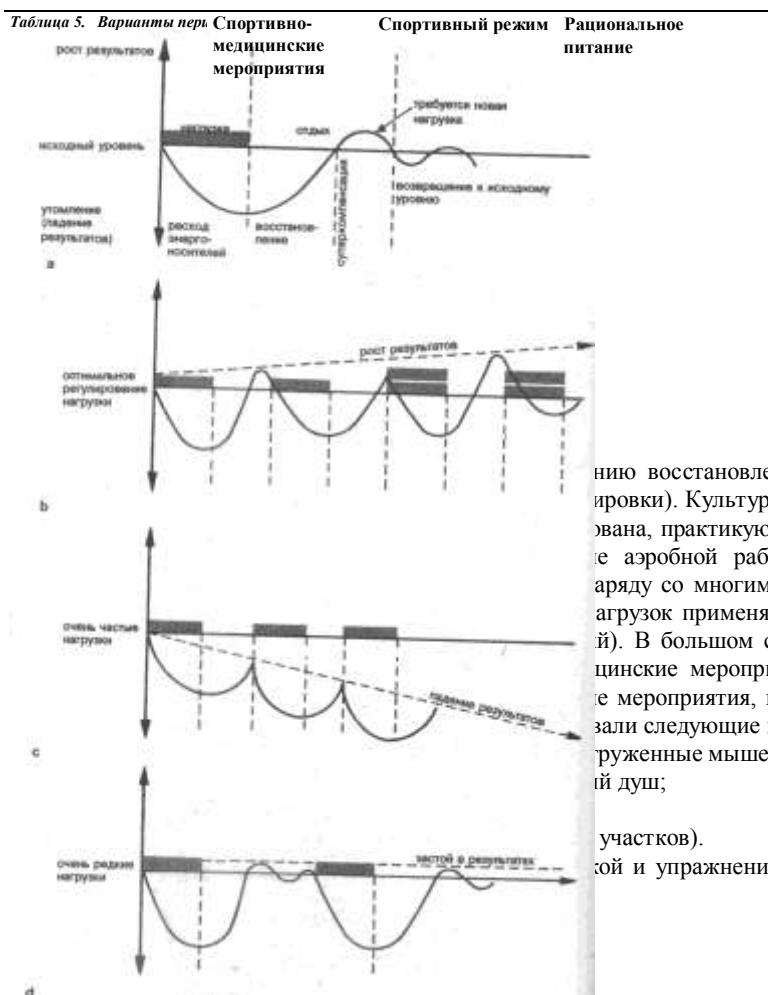 Таблица 5. Варианты
Спортивно-
медицинские
мероприятия
Спортивный режим
Рациональное
питание
рост результатов
нагрузка
отдых
требуется новая
нагрузка
исходный уровень
возвращение к исходному
уровню
утомление
(падение
результатов)
расход
энерго-
носителей
восстанов-
ление
суперкомпенсация
a
рост результатов
оптимальное
регулирование
нагрузки
b
очень частые
нагрузки
падение результатов
c
очень редкие
нагрузки
застой в результатах
d
нию восстановле
ировки). Культур
ована, практикую
е аэробной раб
аряду со многим
агрузок применя
й). В большом
цинские меропри
е мероприятия,
вали следующие
груженные мыше
й душ;
участков).
кой и упражнени